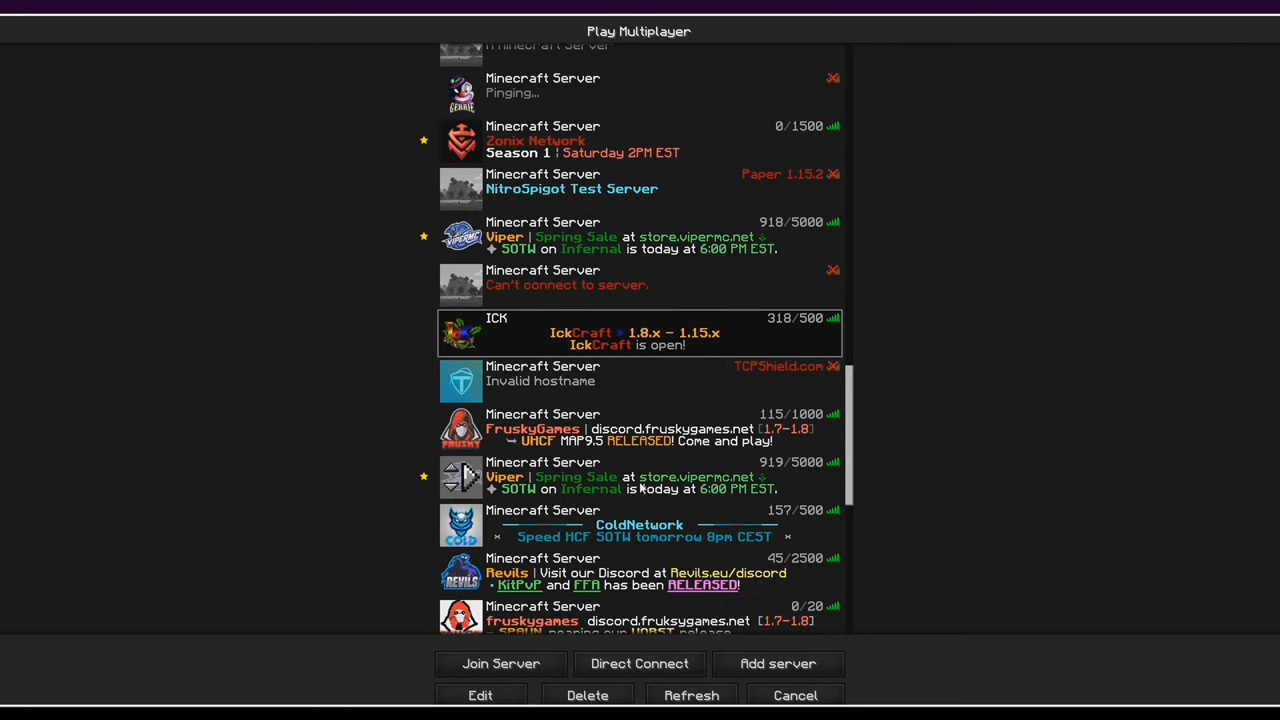 Play Multiplayer
A Minecraft Server
Minecraft Server
Pinging...
GERRIE
Minecraft Server 0/1500
Zonix Network
Season 1 | Saturday 2PM EST
Minecraft Server Paper 1.15.2
NitroSpigot Test Server
Minecraft Server 918/5000
VIPERMC
Viper | Spring Sale at store.vipermc.net
SOTW on Infernal is today at 6:00 PM EST.
Minecraft Server
Can't connect to server.
ICK 318/500
IckCraft » 1.8.x - 1.15.x
IckCraft is open!
Minecraft Server TCPShield.com
Invalid hostname
Minecraft Server 115/1000
FRUSKY
FruskyGames | discord.fruskygames.net [1.7-1.8]
UHCF MAP9.5 RELEASED! Come and play!
Minecraft Server 919/5000
Viper | Spring Sale at store.vipermc.net
SOTW on Infernal is today at 6:00 PM EST.
Minecraft Server 157/500
COLD
ColdNetwork
Speed HCF SOTW tomorrow 8pm CEST
Minecraft Server 45/2500
REVILS
Revils | Visit our Discord at Revils.eu/discord
• KitPvP and FFA has been RELEASED!
Minecraft Server 0/20
fruskygames discord.fruksygames.net [1.7-1.8]
Join Server Direct Connect Add server
Edit Delete Refresh Cancel